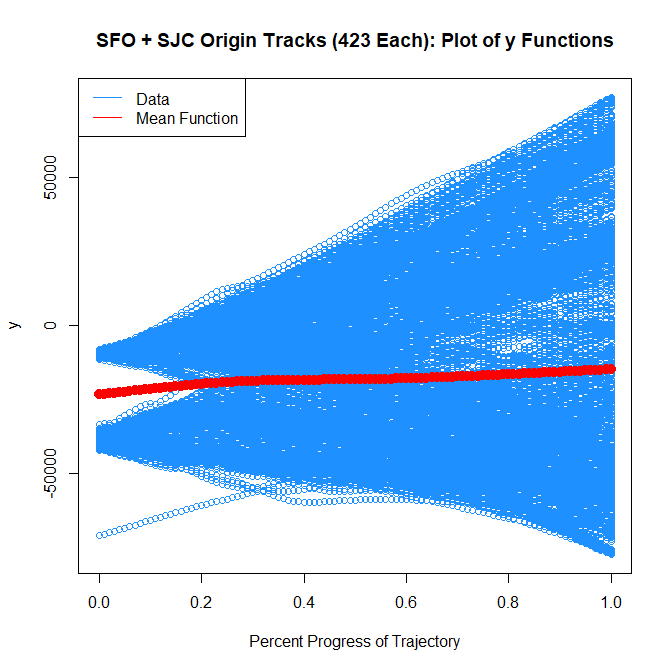 SFO + SJC Origin Tracks (423 Each): Plot of y Functions
Data
Mean Function
50000
0
-50000
y
0.0 0.2 0.4 0.6 0.8 1.0
Percent Progress of Trajectory